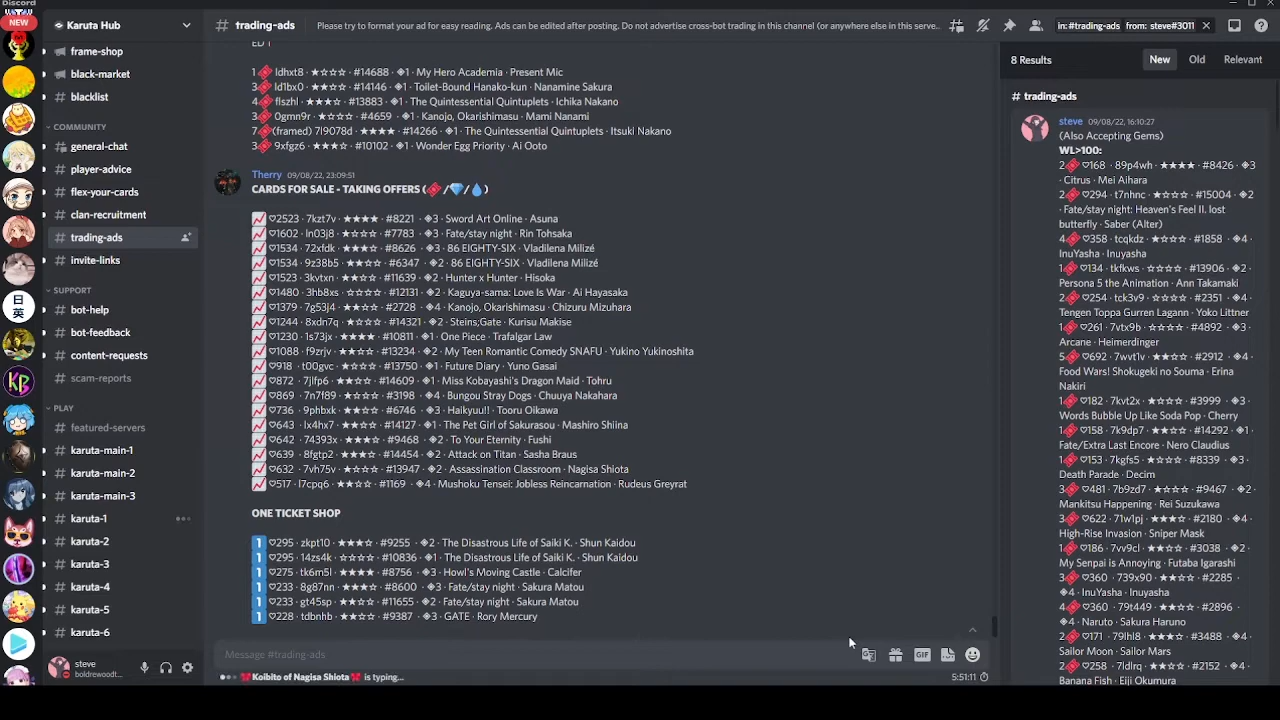 Discord
NEW
Karuta Hub
# trading-ads
Please try to format your ad for easy reading. Ads can be edited after posting. Do not advertise cross-bot trading in this channel (or anywhere else in this serve...
in:#trading-ads from: steve#3011
frame-shop
black-market
# blacklist
COMMUNITY
# general-chat
# player-advice
# flex-your-cards
# clan-recruitment
# trading-ads
# invite-links
SUPPORT
# bot-help
# bot-feedback
# content-requests
# scam-reports
PLAY
# featured-servers
# karuta-main-1
# karuta-main-2
# karuta-main-3
# karuta-1
# karuta-2
# karuta-3
# karuta-4
# karuta-5
# karuta-6
日英
KB
steve
boldrewoodt...
1 ldhxt8 · ★☆☆☆ · #14688 · ◈1 · My Hero Academia · Present Mic
3 ld1bx0 · ★★☆☆ · #14146 · ◈1 · Toilet-Bound Hanako-kun · Nanamine Sakura
4 flszhl · ★★★☆ · #13883 · ◈1 · The Quintessential Quintuplets · Ichika Nakano
3 0gmn9r · ★☆☆☆ · #4659 · ◈1 · Kanojo, Okarishimasu · Mami Nanami
7 (framed) 7l9078d · ★★★★ · #14266 · ◈1 · The Quintessential Quintuplets · Itsuki Nakano
3 9xfgz6 · ★★★☆ · #10102 · ◈1 · Wonder Egg Priority · Ai Ooto
Therry 09/08/22, 23:09:51
CARDS FOR SALE - TAKING OFFERS (🎟️/💎/💧)
📈 ♡2523 · 7kzt7v · ★★★★ · #8221 · ◈3 · Sword Art Online · Asuna
📈 ♡1602 · ln03j8 · ★★☆☆ · #7783 · ◈3 · Fate/stay night · Rin Tohsaka
📈 ♡1534 · 72xfdk · ★★★★ · #8626 · ◈3 · 86 EIGHTY-SIX · Vladilena Milizé
📈 ♡1534 · 9z38b5 · ★★☆☆ · #6347 · ◈2 · 86 EIGHTY-SIX · Vladilena Milizé
📈 ♡1523 · 3kvtxn · ★☆☆☆ · #11639 · ◈2 · Hunter x Hunter · Hisoka
📈 ♡1480 · 3hb8xs · ☆☆☆☆ · #12131 · ◈2 · Kaguya-sama: Love Is War · Ai Hayasaka
📈 ♡1379 · 7g53j4 · ★★★☆ · #2728 · ◈4 · Kanojo, Okarishimasu · Chizuru Mizuhara
📈 ♡1244 · 8xdn7q · ★☆☆☆ · #14321 · ◈2 · Steins;Gate · Kurisu Makise
📈 ♡1230 · 1s73jx · ★★★★ · #10811 · ◈1 · One Piece · Trafalgar Law
📈 ♡1088 · f9zrjv · ★★☆☆ · #13234 · ◈2 · My Teen Romantic Comedy SNAFU · Yukino Yukinoshita
📈 ♡918 · t00gvc · ★☆☆☆ · #13750 · ◈1 · Future Diary · Yuno Gasai
📈 ♡872 · 7jlfp6 · ★★☆☆ · #14609 · ◈1 · Miss Kobayashi's Dragon Maid · Tohru
📈 ♡869 · 7n7f89 · ★★★☆ · #3198 · ◈4 · Bungou Stray Dogs · Chuuya Nakahara
📈 ♡736 · 9phbxk · ★★☆☆ · #6746 · ◈3 · Haikyuu!! · Tooru Oikawa
📈 ♡643 · lx4hx7 · ★☆☆☆ · #14127 · ◈1 · The Pet Girl of Sakurasou · Mashiro Shiina
📈 ♡642 · 74393x · ★★★☆ · #9468 · ◈2 · To Your Eternity · Fushi
📈 ♡639 · 8fgtp2 · ★★★☆ · #14454 · ◈2 · Attack on Titan · Sasha Braus
📈 ♡632 · 7vh75v · ★☆☆☆ · #13947 · ◈2 · Assassination Classroom · Nagisa Shiota
📈 ♡517 · l7cpq6 · ★★☆☆ · #1169 · ◈4 · Mushoku Tensei: Jobless Reincarnation · Rudeus Greyrat
ONE TICKET SHOP
1 ♡295 · zkpt10 · ★★★☆ · #9255 · ◈2 · The Disastrous Life of Saiki K. · Shun Kaidou
1 ♡295 · 14zs4k · ☆☆☆☆ · #10836 · ◈1 · The Disastrous Life of Saiki K. · Shun Kaidou
1 ♡275 · tk6m5l · ★★★★ · #8756 · ◈3 · Howl's Moving Castle · Calcifer
1 ♡233 · 8g87nn · ★★★☆ · #8600 · ◈3 · Fate/stay night · Sakura Matou
1 ♡233 · gt45sp · ★★☆☆ · #11655 · ◈2 · Fate/stay night · Sakura Matou
1 ♡228 · tdbnhb · ★★☆☆ · #9387 · ◈3 · GATE · Rory Mercury
Message #trading-ads
GIF
Koibito of Nagisa Shiota is typing...
5:51:11
8 Results
New
Old
Relevant
# trading-ads
steve 09/08/22, 16:10:27
(Also Accepting Gems)
WL>100:
2 ♡168 · 89p4wh · ★★★★ · #8426 · ◈3
· Citrus · Mei Aihara
2 ♡294 · t7nhnc · ★☆☆☆ · #15004 · ◈2
· Fate/stay night: Heaven's Feel II. lost
butterfly · Saber (Alter)
4 ♡358 · tcqkdz · ★☆☆☆ · #1858 · ◈4 ·
InuYasha · Inuyasha
1 ♡134 · tkfkws · ☆☆☆☆ · #13906 · ◈2 ·
Persona 5 the Animation · Ann Takamaki
2 ♡254 · tck3v9 · ☆☆☆☆ · #2351 · ◈4 ·
Tengen Toppa Gurren Lagann · Yoko Littner
1 ♡261 · 7vtx9b · ★☆☆☆ · #4892 · ◈3 ·
Arcane · Heimerdinger
5 ♡692 · 7wvt1v · ★★☆☆ · #2912 · ◈4 ·
Food Wars! Shokugeki no Souma · Erina
Nakiri
1 ♡182 · 7kvt2x · ★★★☆ · #3999 · ◈3 ·
Words Bubble Up Like Soda Pop · Cherry
1 ♡158 · 7k9dp7 · ★★★★ · #14292 · ◈1 ·
Fate/Extra Last Encore · Nero Claudius
1 ♡153 · 7kgfs5 · ★★☆☆ · #8339 · ◈3 ·
Death Parade · Decim
3 ♡481 · 7b9zd7 · ★☆☆☆ · #9467 · ◈2 ·
Mankitsu Happening · Rei Suzukawa
3 ♡622 · 71w1pj · ★★★☆ · #2180 · ◈4 ·
High-Rise Invasion · Sniper Mask
1 ♡186 · 7vv9cl · ★★★☆ · #3038 · ◈2 ·
My Senpai is Annoying · Futaba Igarashi
3 ♡360 · 739x90 · ★★★☆ · #2285 ·
◈4 · InuYasha · Inuyasha
4 ♡360 · 79t449 · ★★★☆ · #2896 ·
◈4 · Naruto · Sakura Haruno
2 ♡171 · 79lhl8 · ★★★☆ · #3488 · ◈4 ·
Sailor Moon · Sailor Mars
2 ♡258 · 7ldlrq · ★★☆☆ · #2152 · ◈4 ·
Banana Fish · Eiji Okumura